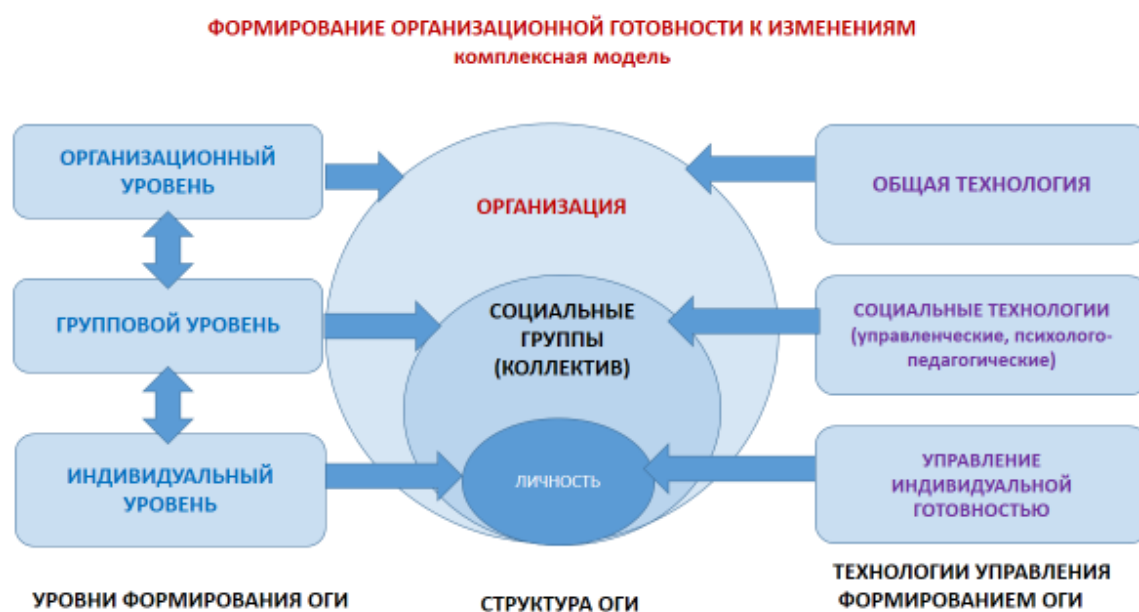 ФОРМИРОВАНИЕ ОРГАНИЗАЦИОННОЙ ГОТОВНОСТИ К ИЗМЕНЕНИЯМ
комплексная модель
ОРГАНИЗАЦИОННЫЙ
УРОВЕНЬ
ГРУППОВОЙ УРОВЕНЬ
ИНДИВИДУАЛЬНЫЙ
УРОВЕНЬ
УРОВНИ ФОРМИРОВАНИЯ ОГИ
ОРГАНИЗАЦИЯ
СОЦИАЛЬНЫЕ
ГРУППЫ
(КОЛЛЕКТИВ)
ЛИЧНОСТЬ
СТРУКТУРА ОГИ
ОБЩАЯ ТЕХНОЛОГИЯ
СОЦИАЛЬНЫЕ ТЕХНОЛОГИИ
(управленческие, психолого-
педагогические)
УПРАВЛЕНИЕ
ИНДИВИДУАЛЬНОЙ
ГОТОВНОСТЬЮ
ТЕХНОЛОГИИ УПРАВЛЕНИЯ
ФОРМИРОВАНИЕМ ОГИ